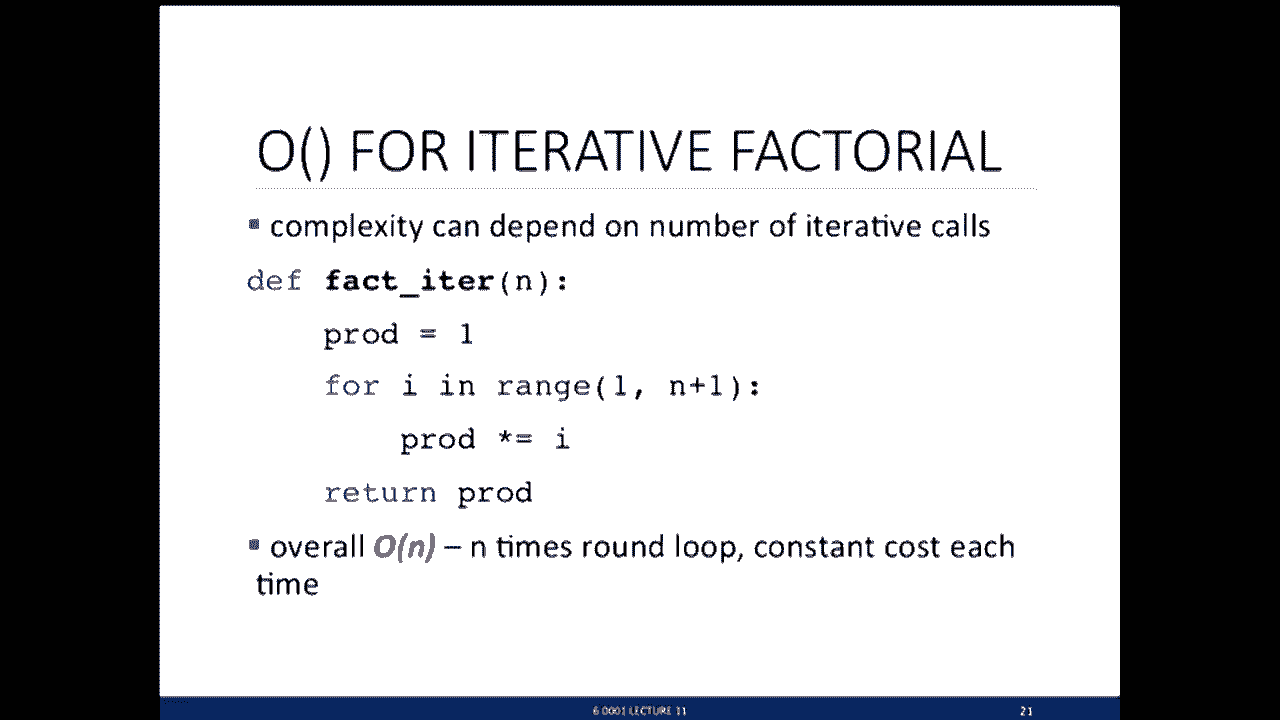 O() FOR ITERATIVE FACTORIAL
▪ complexity can depend on number of iterative calls
def fact_iter(n):
    prod = 1
    for i in range(1, n+1):
        prod *= i
    return prod
▪ overall O(n) – n times round loop, constant cost each
time
6.0001 LECTURE 11
21